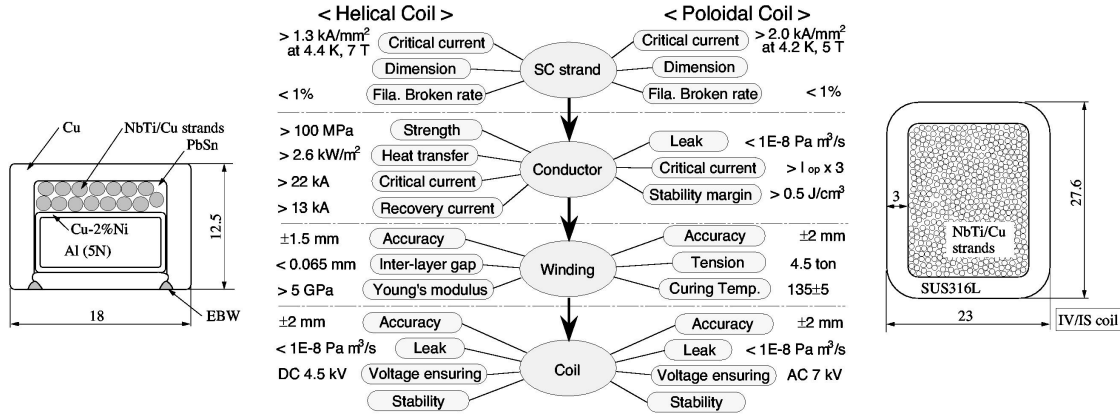 < Helical Coil >
< Poloidal Coil >
> 1.3 kA/mm²
at 4.4 K, 7 T
Critical current
Dimension
< 1%
Fila. Broken rate
SC strand
Critical current
> 2.0 kA/mm²
at 4.2 K, 5 T
Dimension
Fila. Broken rate
< 1%
> 100 MPa
Strength
> 2.6 kW/m²
Heat transfer
> 22 kA
Critical current
> 13 kA
Recovery current
Conductor
Leak
< 1E-8 Pa m³/s
Critical current
> I op x 3
Stability margin
> 0.5 J/cm³
±1.5 mm
Accuracy
< 0.065 mm
Inter-layer gap
> 5 GPa
Young's modulus
Winding
Accuracy
±2 mm
Tension
4.5 ton
Curing Temp.
135±5
±2 mm
Accuracy
< 1E-8 Pa m³/s
Leak
DC 4.5 kV
Voltage ensuring
Stability
Coil
Accuracy
±2 mm
Leak
< 1E-8 Pa m³/s
Voltage ensuring
AC 7 kV
Stability
Cu
NbTi/Cu strands
PbSn
Cu-2%Ni
Al (5N)
12.5
EBW
18
3
NbTi/Cu
strands
SUS316L
27.6
23
IV/IS coil